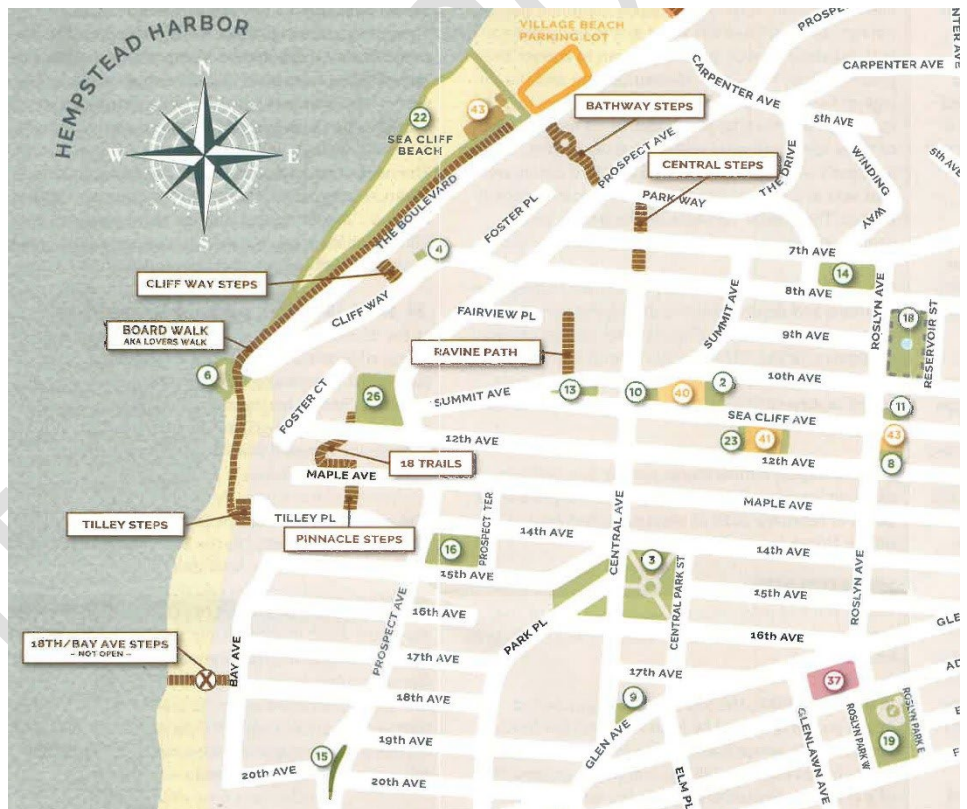 HEMPSTEAD HARBOR
N
W
E
S
VILLAGE BEACH
PARKING LOT
PROSPECT
CARPENTER AVE
CARPENTER AVE
5th AVE
5th AVE
WINDING
WAY
THE DRIVE
BATHWAY STEPS
PROSPECT AVE
CENTRAL STEPS
PARK WAY
22
43
SEA CLIFF
BEACH
THE BOULEVARD
FOSTER PL
4
CLIFF WAY STEPS
CLIFF WAY
7th AVE
14
8th AVE
ROSLYN AVE
18
RESERVOIR ST
9th AVE
SUMMIT AVE
10th AVE
FAIRVIEW PL
BOARD WALK
AKA LOVERS WALK
RAVINE PATH
6
FOSTER CT
26
SUMMIT AVE
13
10
40
2
11
SEA CLIFF AVE
12th AVE
23
41
12th AVE
43
8
18 TRAILS
MAPLE AVE
MAPLE AVE
TILLEY STEPS
TILLEY PL
PINNACLE STEPS
PROSPECT TER
14th AVE
CENTRAL AVE
14th AVE
16
15th AVE
3
CENTRAL PARK ST
15th AVE
ROSLYN AVE
PROSPECT AVE
16th AVE
PARK PL
16th AVE
GLE
18TH/BAY AVE STEPS
– NOT OPEN –
X
BAY AVE
17th AVE
17th AVE
18th AVE
9
GLEN AVE
37
AD
ROSLYN PARK E
ROSLYN PARK W
19
GLENLAWN AVE
15
19th AVE
20th AVE
20th AVE
ELM PL